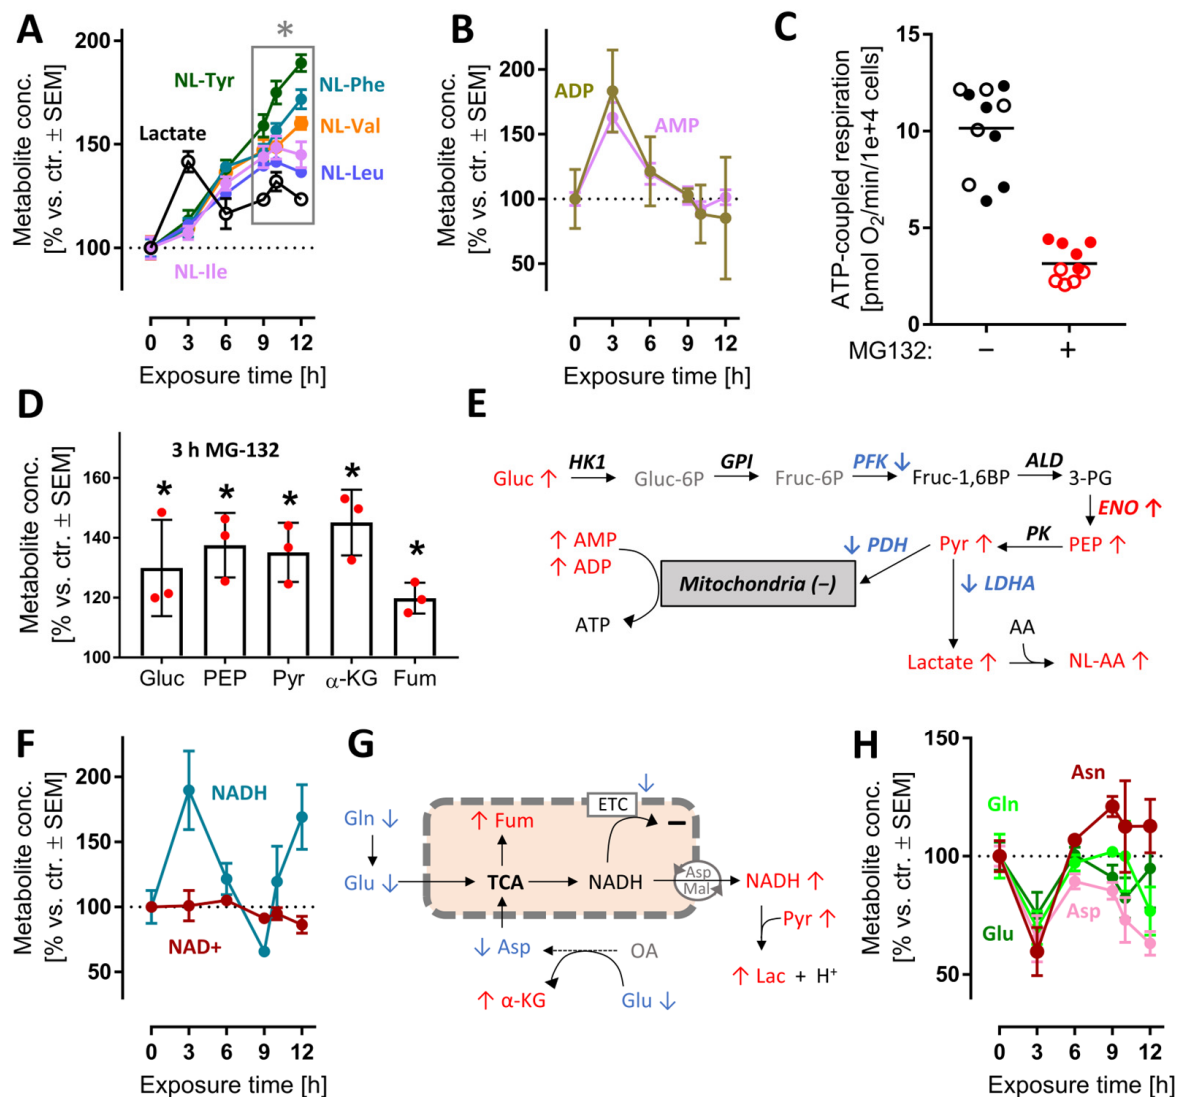 A
Metabolite conc.
[% vs. ctr. ± SEM]
200
150
100
*
NL-Tyr
NL-Phe
NL-Val
Lactate
NL-Leu
NL-Ile
0 3 6 9 12
Exposure time [h]
B
Metabolite conc.
[% vs. ctr. ± SEM]
200
150
100
50
ADP
AMP
0 3 6 9 12
Exposure time [h]
C
ATP-coupled respiration
[pmol O₂/min/1e+4 cells]
15
10
5
0
MG132: − +
D
Metabolite conc.
[% vs. ctr. ± SEM]
3 h MG-132
160
140
120
100
* * * * *
Gluc PEP Pyr α-KG Fum
E
Gluc ↑ HK1 Gluc-6P GPI Fruc-6P PFK ↓ Fruc-1,6BP ALD 3-PG
ENO ↑
↑ AMP
↑ ADP
↓ PDH Pyr ↑ PK PEP ↑
Mitochondria (−)
↓ LDHA
ATP
AA
Lactate ↑ NL-AA ↑
F
Metabolite conc.
[% vs. ctr. ± SEM]
200
150
100
50
NADH
NAD+
0 3 6 9 12
Exposure time [h]
G
↓
ETC
Gln ↓
↑ Fum
−
Glu ↓ TCA NADH
Asp
Mal
NADH ↑
Pyr ↑
↓ Asp OA
↑ Lac + H⁺
↑ α-KG Glu ↓
H
Metabolite conc.
[% vs. ctr. ± SEM]
150
100
50
Asn
Gln
Asp
Glu
0 3 6 9 12
Exposure time [h]